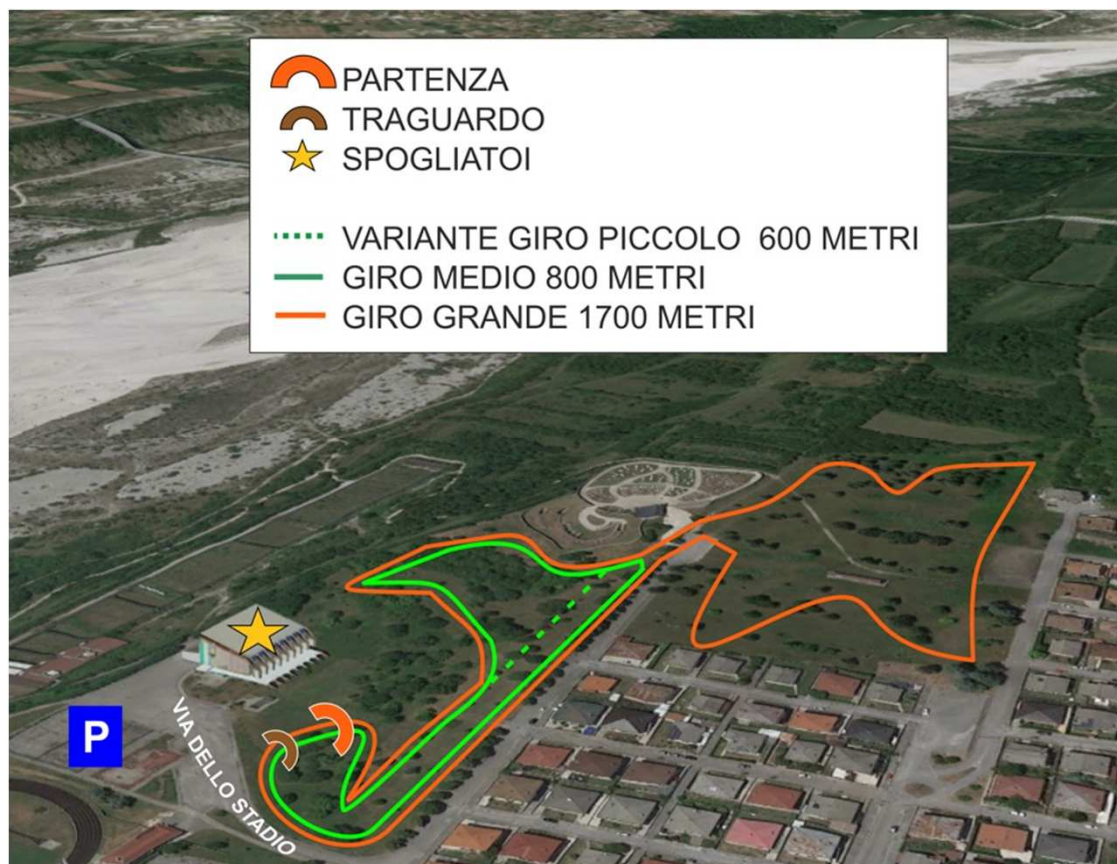 PARTENZA
TRAGUARDO
SPOGLIATOI
VARIANTE GIRO PICCOLO 600 METRI
GIRO MEDIO 800 METRI
GIRO GRANDE 1700 METRI
P
VIA DELLO STADIO